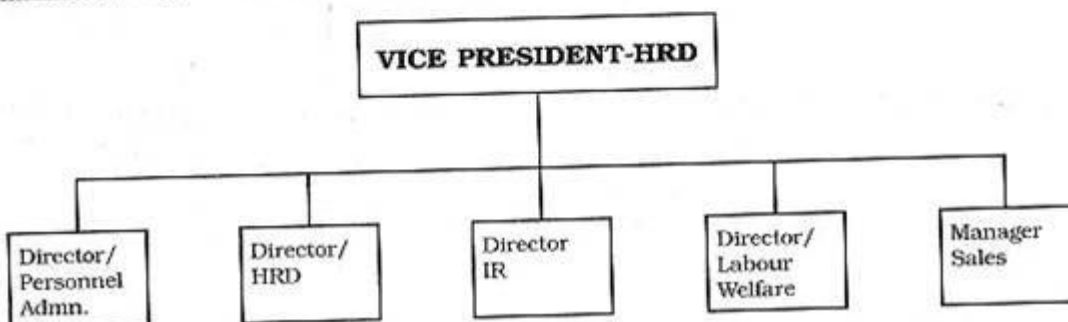 VICE PRESIDENT-HRD
Director/
Personnel
Admn.
Director/
HRD
Director
IR
Director/
Labour
Welfare
Manager
Sales